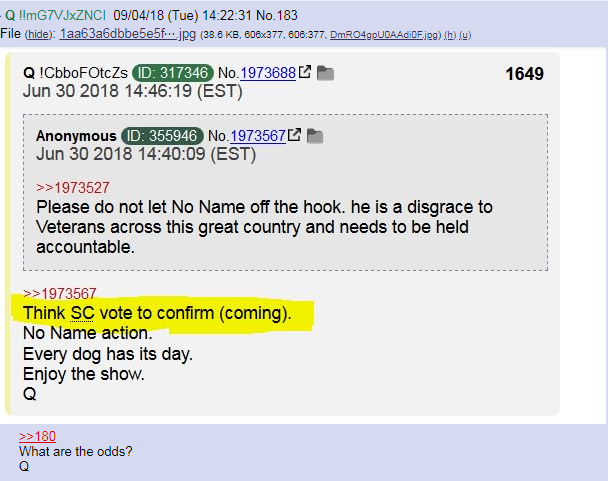 Q !!mG7VJxZNCI 09/04/18 (Tue) 14:22:31 No.183
File (hide): 1aa63a6dbbe5e5f⋯.jpg (38.6 KB, 606x377, 606:377, DmRO4gpU0AAdi0F.jpg) (h) (u)
Q !CbboFOtcZs ID: 317346 No.1973688 1649
Jun 30 2018 14:46:19 (EST)
Anonymous ID: 355946 No.1973567
Jun 30 2018 14:40:09 (EST)
>>1973527
Please do not let No Name off the hook. he is a disgrace to
Veterans across this great country and needs to be held
accountable.
>>1973567
Think SC vote to confirm (coming).
No Name action.
Every dog has its day.
Enjoy the show.
Q
>>180
What are the odds?
Q